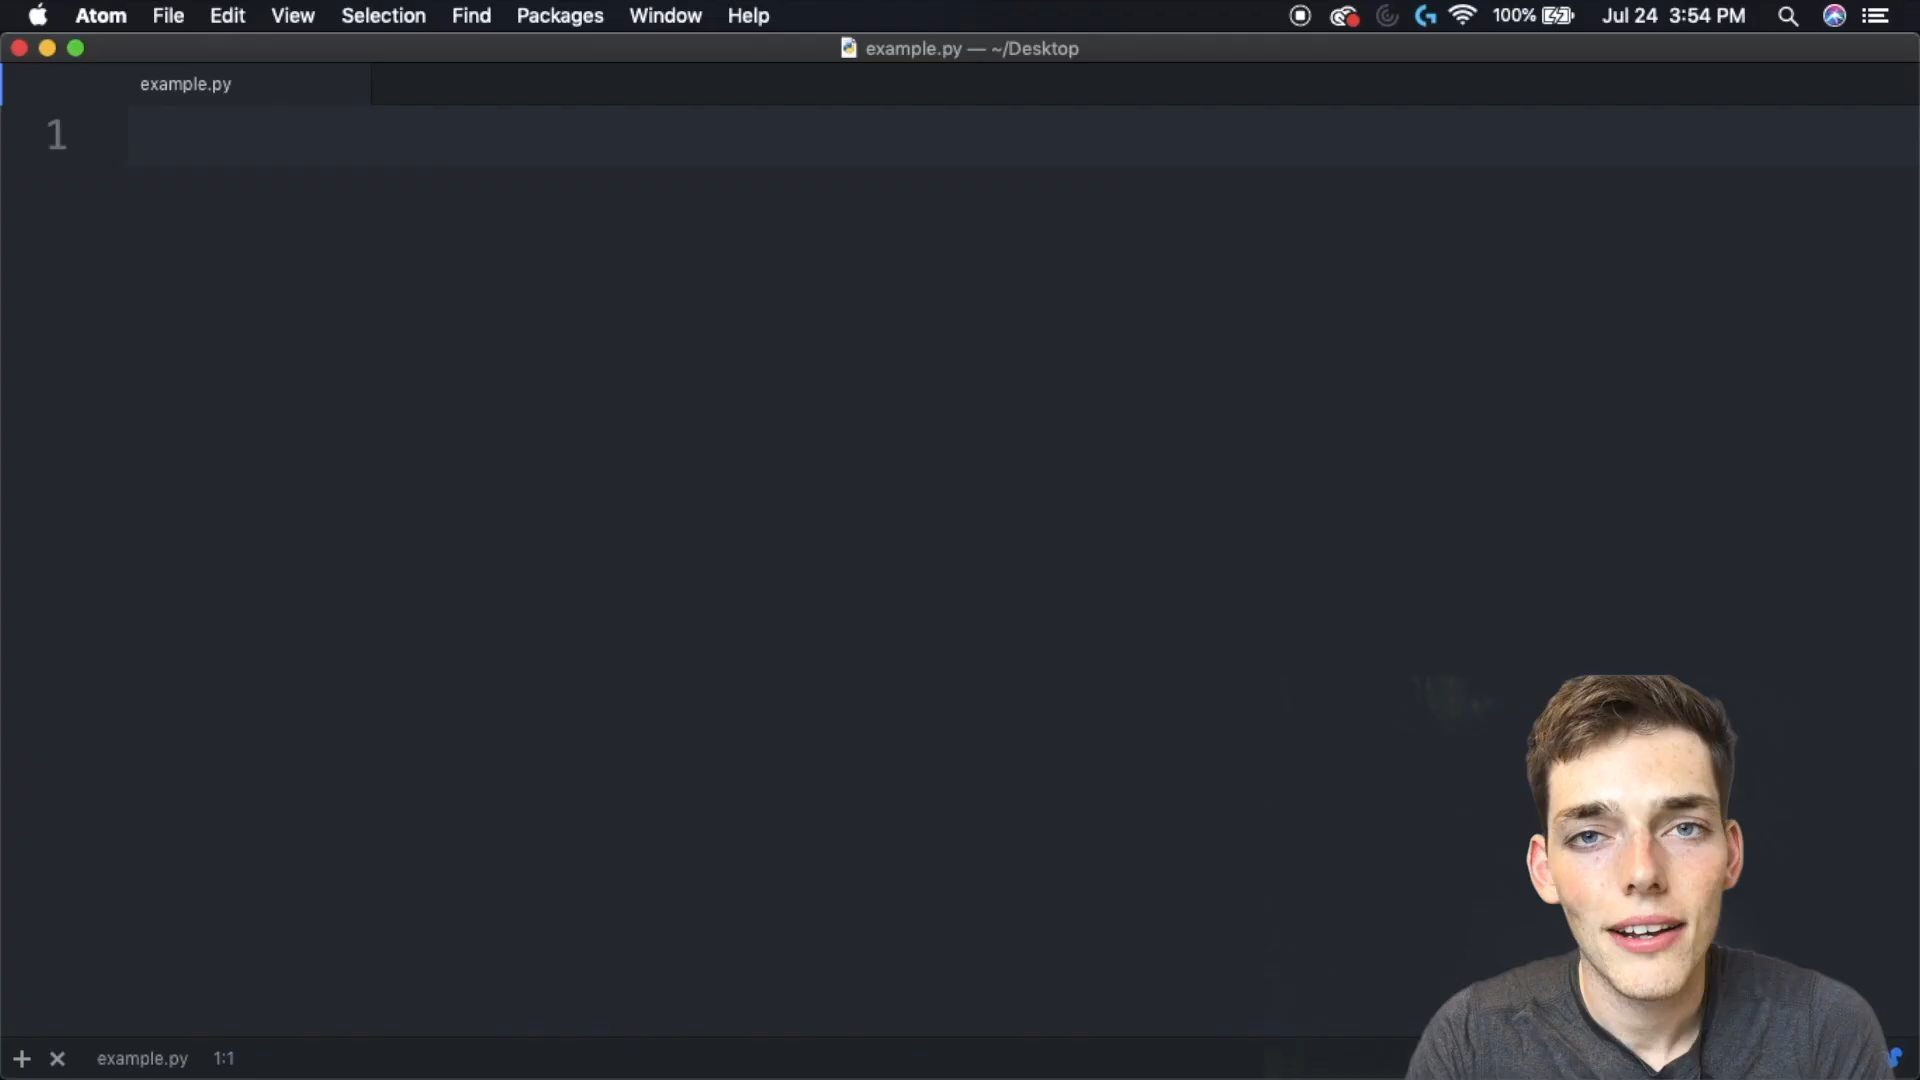 Atom File Edit View Selection Find Packages Window Help 100% Jul 24 3:54 PM
example.py — ~/Desktop
example.py
1
example.py 1:1